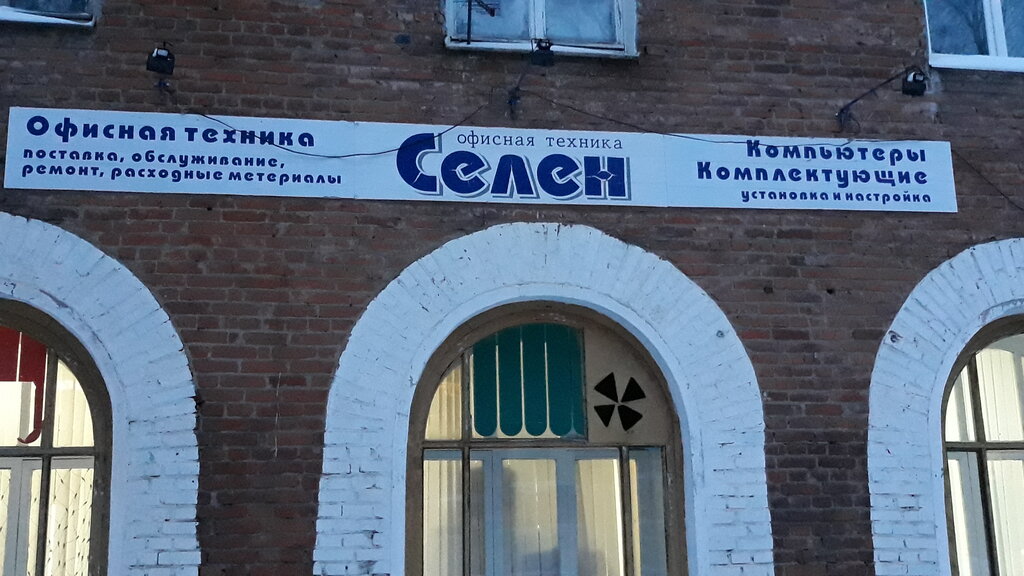 Офисная техника
поставка, обслуживание,
ремонт, расходные метериалы
офисная техника
Селен
Компьютеры
Комплектующие
установка и настройка